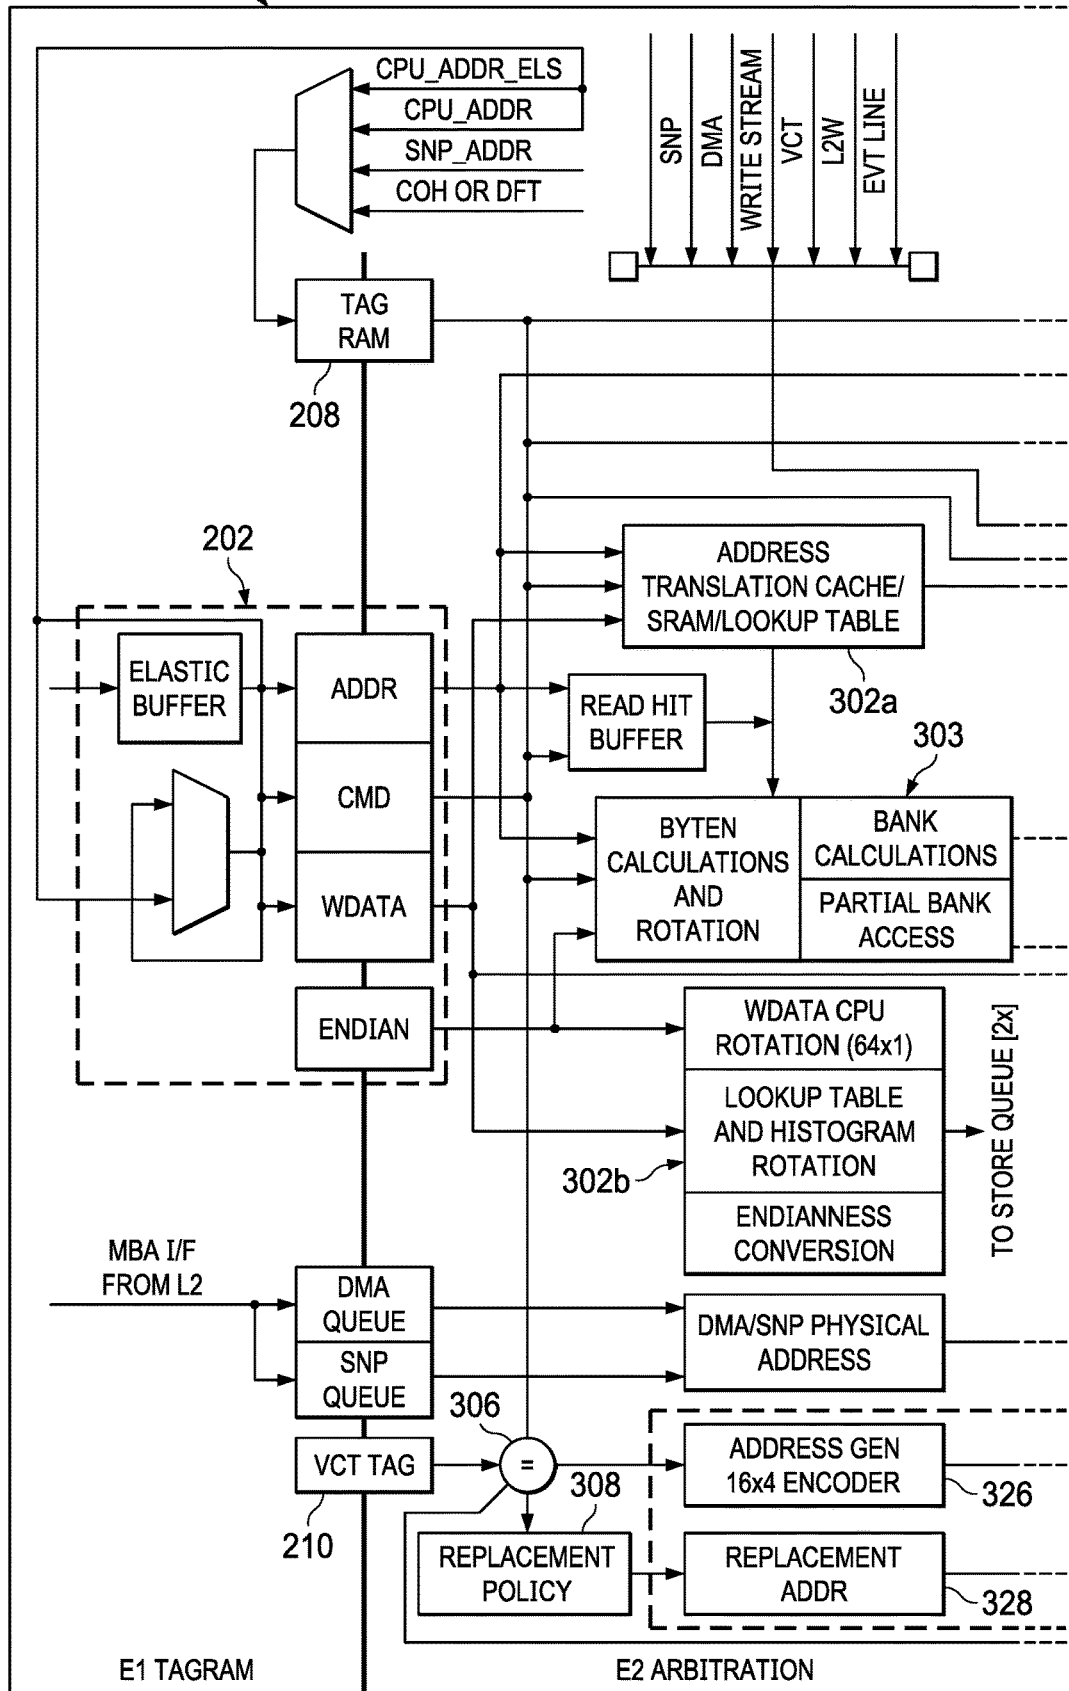 CPU_ADDR_ELS
CPU_ADDR
SNP_ADDR
COH OR DFT
SNP
DMA
WRITE STREAM
VCT
L2W
EVT LINE
TAG
RAM
208
202
ELASTIC
BUFFER
ADDR
CMD
WDATA
ENDIAN
ADDRESS
TRANSLATION CACHE/
SRAM/LOOKUP TABLE
302a
READ HIT
BUFFER
303
BYTEN
CALCULATIONS
AND
ROTATION
BANK
CALCULATIONS
PARTIAL BANK
ACCESS
WDATA CPU
ROTATION (64x1)
LOOKUP TABLE
AND HISTOGRAM
ROTATION
302b
ENDIANNESS
CONVERSION
TO STORE QUEUE [2x]
MBA I/F
FROM L2
DMA
QUEUE
SNP
QUEUE
DMA/SNP PHYSICAL
ADDRESS
306
VCT TAG
=
210
308
ADDRESS GEN
16x4 ENCODER
326
REPLACEMENT
POLICY
REPLACEMENT
ADDR
328
E1 TAGRAM
E2 ARBITRATION